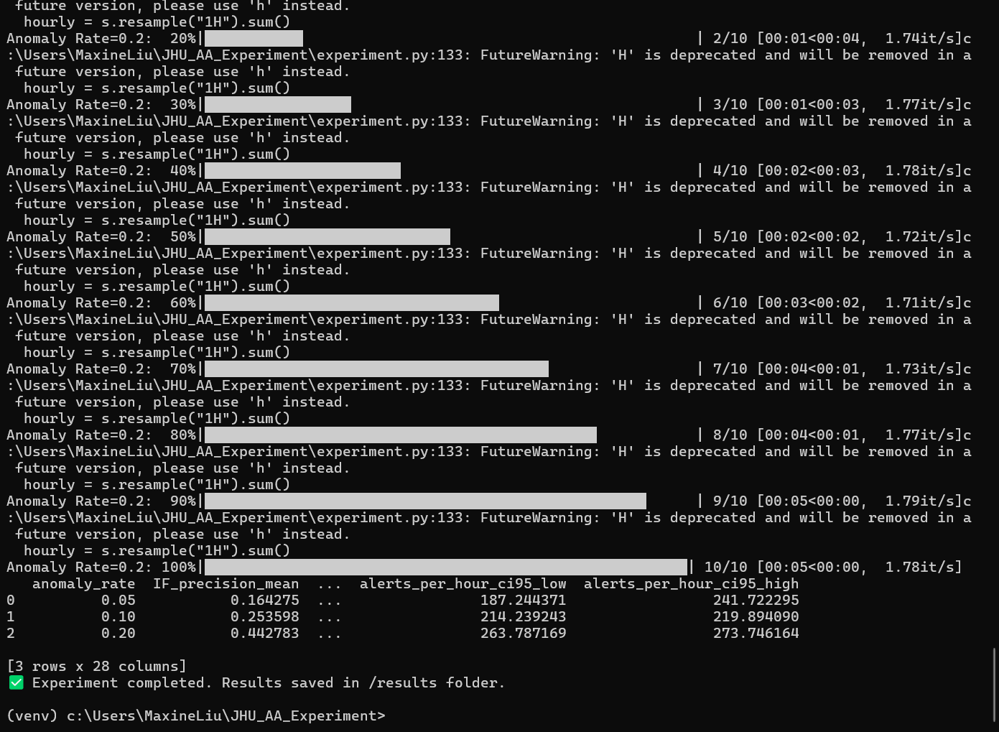 future version, please use 'h' instead.
  hourly = s.resample("1H").sum()
Anomaly Rate=0.2:  20%|| 2/10 [00:01<00:04,  1.74it/s]c
:\Users\MaxineLiu\JHU_AA_Experiment\experiment.py:133: FutureWarning: 'H' is deprecated and will be removed in a
 future version, please use 'h' instead.
  hourly = s.resample("1H").sum()
Anomaly Rate=0.2:  30%|| 3/10 [00:01<00:03,  1.77it/s]c
:\Users\MaxineLiu\JHU_AA_Experiment\experiment.py:133: FutureWarning: 'H' is deprecated and will be removed in a
 future version, please use 'h' instead.
  hourly = s.resample("1H").sum()
Anomaly Rate=0.2:  40%|| 4/10 [00:02<00:03,  1.78it/s]c
:\Users\MaxineLiu\JHU_AA_Experiment\experiment.py:133: FutureWarning: 'H' is deprecated and will be removed in a
 future version, please use 'h' instead.
  hourly = s.resample("1H").sum()
Anomaly Rate=0.2:  50%|| 5/10 [00:02<00:02,  1.72it/s]c
:\Users\MaxineLiu\JHU_AA_Experiment\experiment.py:133: FutureWarning: 'H' is deprecated and will be removed in a
 future version, please use 'h' instead.
  hourly = s.resample("1H").sum()
Anomaly Rate=0.2:  60%|| 6/10 [00:03<00:02,  1.71it/s]c
:\Users\MaxineLiu\JHU_AA_Experiment\experiment.py:133: FutureWarning: 'H' is deprecated and will be removed in a
 future version, please use 'h' instead.
  hourly = s.resample("1H").sum()
Anomaly Rate=0.2:  70%|| 7/10 [00:04<00:01,  1.73it/s]c
:\Users\MaxineLiu\JHU_AA_Experiment\experiment.py:133: FutureWarning: 'H' is deprecated and will be removed in a
 future version, please use 'h' instead.
  hourly = s.resample("1H").sum()
Anomaly Rate=0.2:  80%|| 8/10 [00:04<00:01,  1.77it/s]c
:\Users\MaxineLiu\JHU_AA_Experiment\experiment.py:133: FutureWarning: 'H' is deprecated and will be removed in a
 future version, please use 'h' instead.
  hourly = s.resample("1H").sum()
Anomaly Rate=0.2:  90%|| 9/10 [00:05<00:00,  1.79it/s]c
:\Users\MaxineLiu\JHU_AA_Experiment\experiment.py:133: FutureWarning: 'H' is deprecated and will be removed in a
 future version, please use 'h' instead.
  hourly = s.resample("1H").sum()
Anomaly Rate=0.2: 100%|| 10/10 [00:05<00:00,  1.78it/s]
   anomaly_rate  IF_precision_mean  ...  alerts_per_hour_ci95_low  alerts_per_hour_ci95_high
0          0.05           0.164275  ...                187.244371                 241.722295
1          0.10           0.253598  ...                214.239243                 219.894090
2          0.20           0.442783  ...                263.787169                 273.746164
[3 rows x 28 columns]
✅ Experiment completed. Results saved in /results folder.
(venv) c:\Users\MaxineLiu\JHU_AA_Experiment>